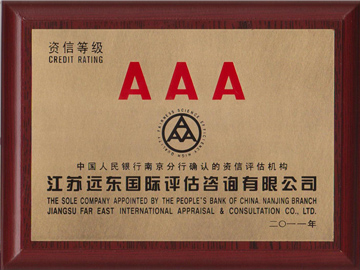 资信等级
CREDIT RATING
AAA
中国人民银行南京分行确认的资信评估机构
江苏远东国际评估咨询有限公司
THE SOLE COMPANY APPOINTED BY THE PEOPLE'S BANK OF CHINA. NANJING BRANCH
JIANGSU FAR EAST INTERNATIONAL APPRAISAL & CONSULTATION CO., LTD.
二〇一一年